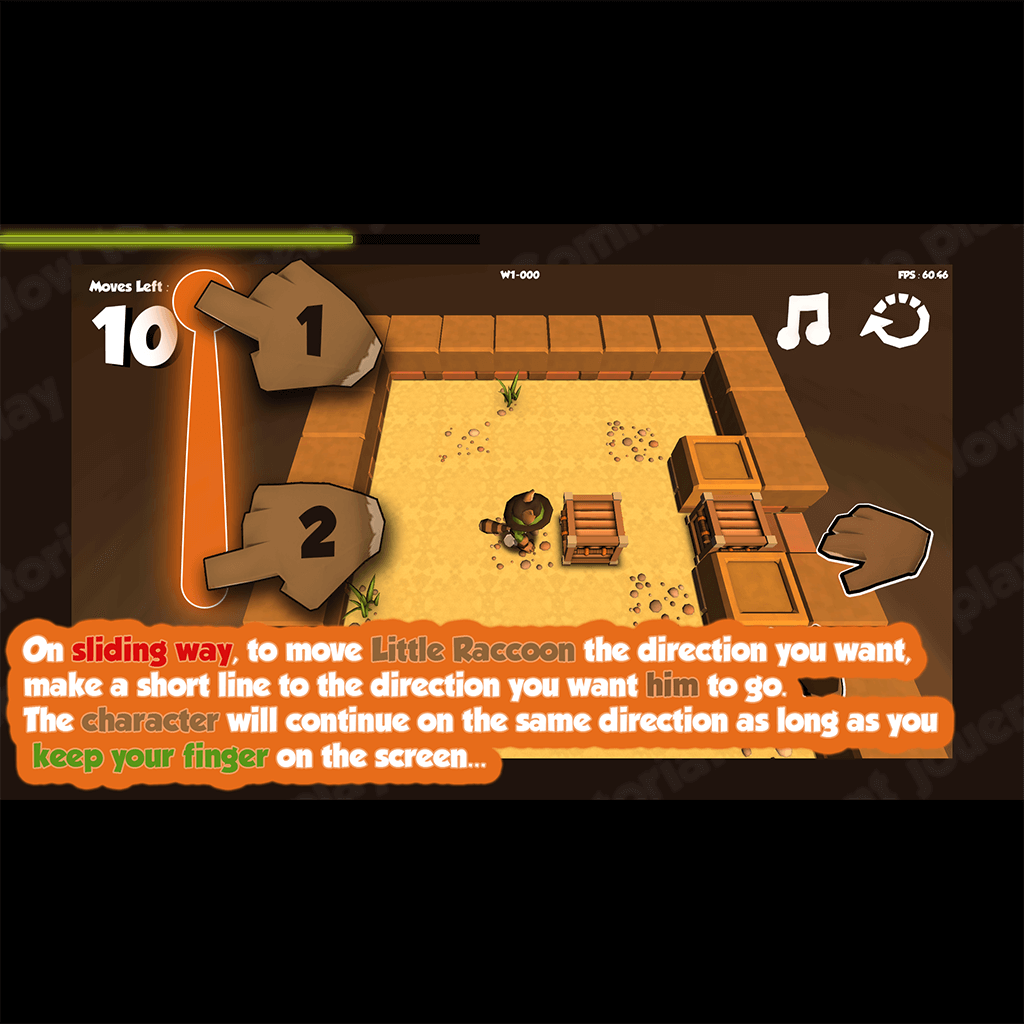 W1-000
FPS : 60.46
Moves Left :
10
1
2
On sliding way, to move Little Raccoon the direction you want,
make a short line to the direction you want him to go.
The character will continue on the same direction as long as you
keep your finger on the screen...